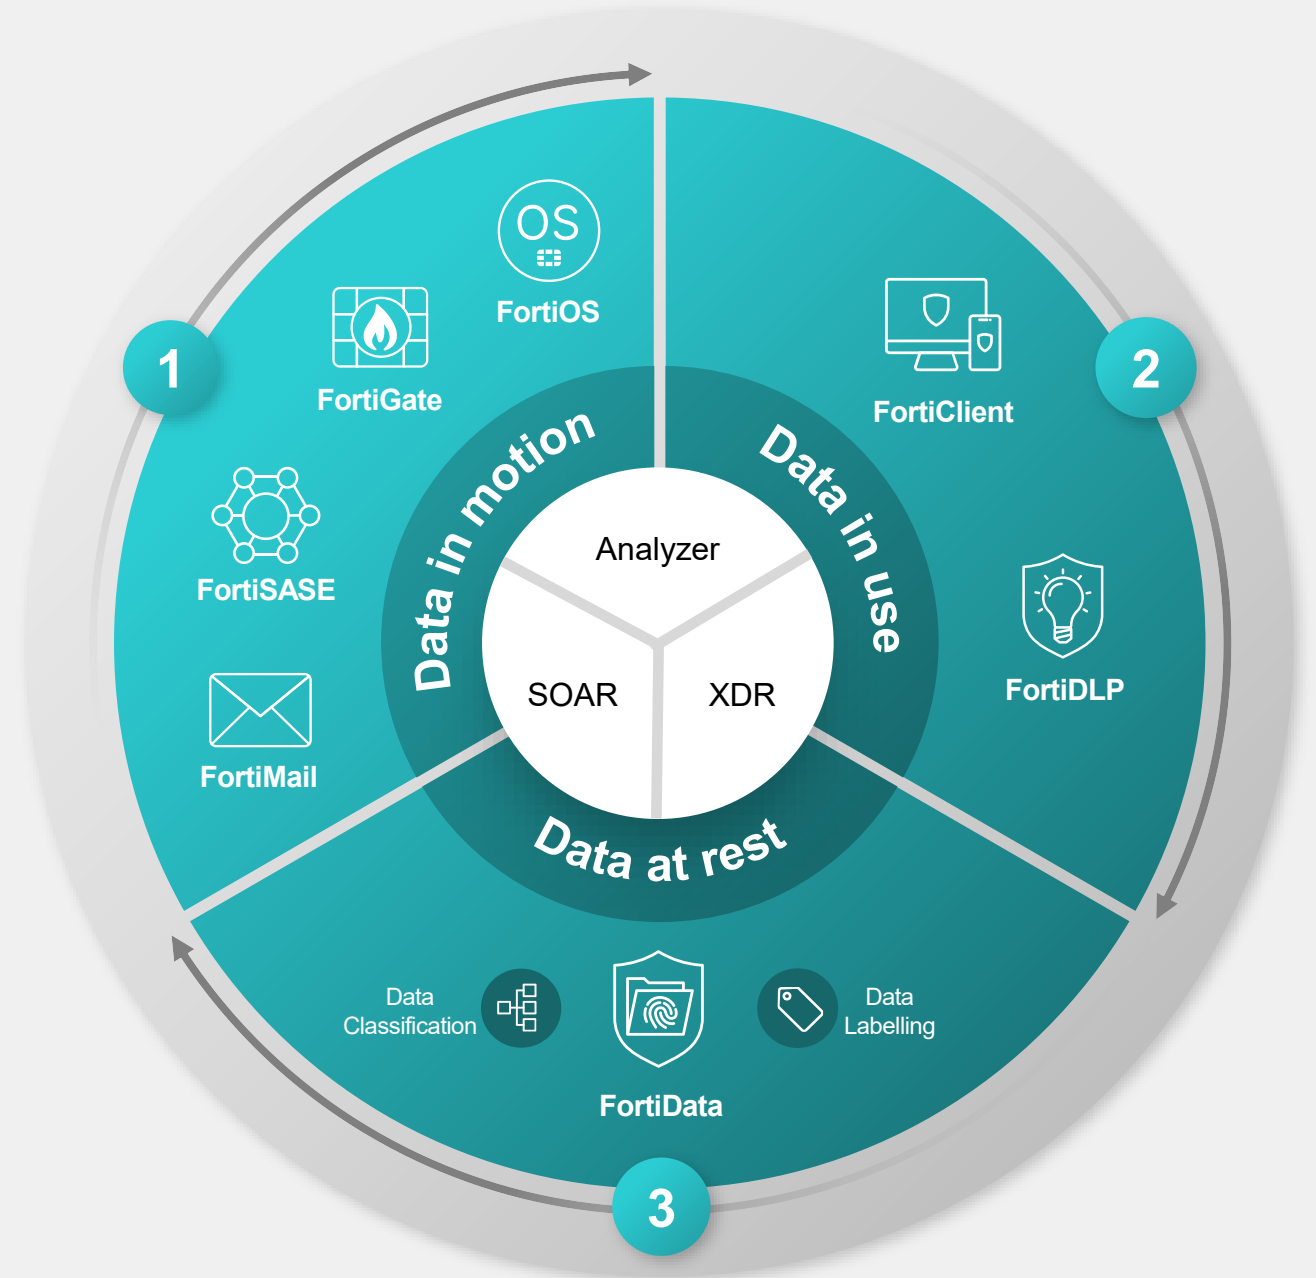 1
OS
FortiOS
FortiGate
FortiSASE
FortiMail
Data in motion
2
FortiClient
FortiDLP
Data in use
Analyzer
SOAR
XDR
Data at rest
Data
Classification
Data
Labelling
FortiData
3